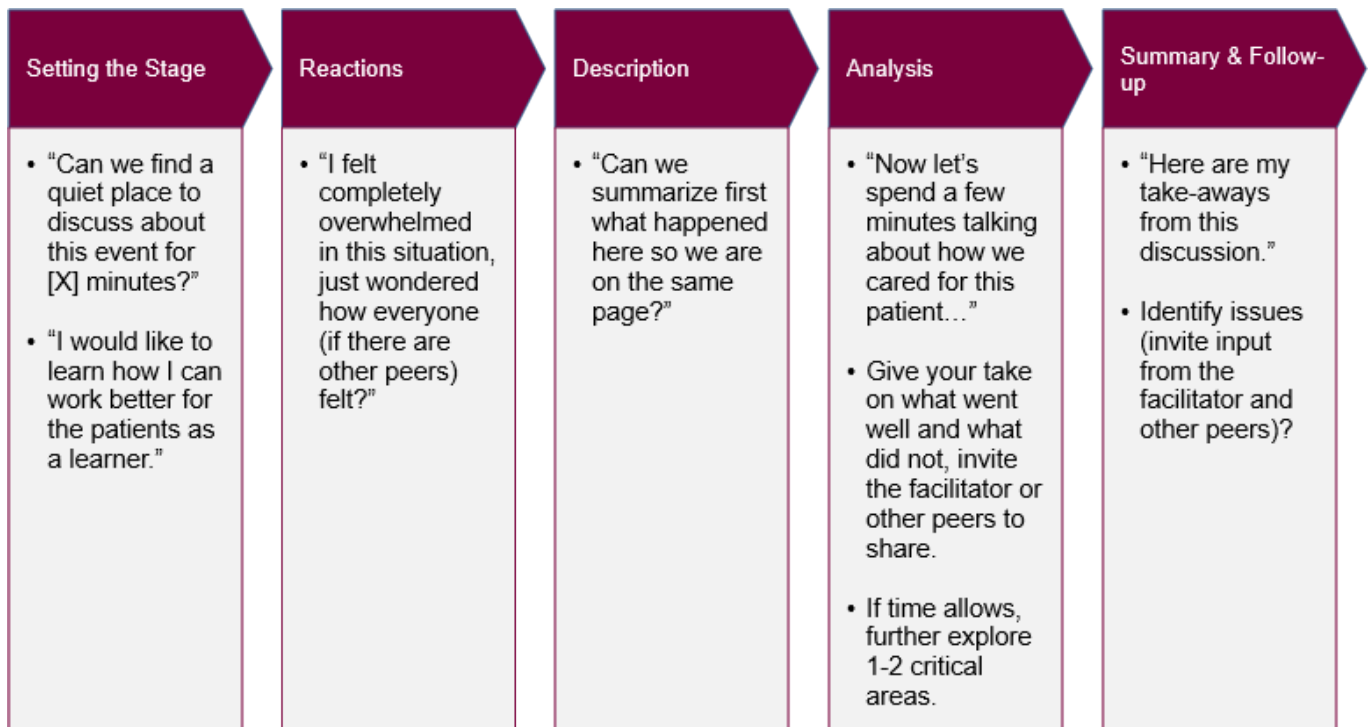 Setting the Stage
• “Can we find a
quiet place to
discuss about
this event for
[X] minutes?”
• “I would like to
learn how I can
work better for
the patients as
a learner.”
Reactions
• “I felt
completely
overwhelmed
in this situation,
just wondered
how everyone
(if there are
other peers)
felt?”
Description
• “Can we
summarize first
what happened
here so we are
on the same
page?”
Analysis
• “Now let’s
spend a few
minutes talking
about how we
cared for this
patient…”
• Give your take
on what went
well and what
did not, invite
the facilitator or
other peers to
share.
• If time allows,
further explore
1-2 critical
areas.
Summary & Follow-
up
• “Here are my
take-aways
from this
discussion.”
• Identify issues
(invite input
from the
facilitator and
other peers)?